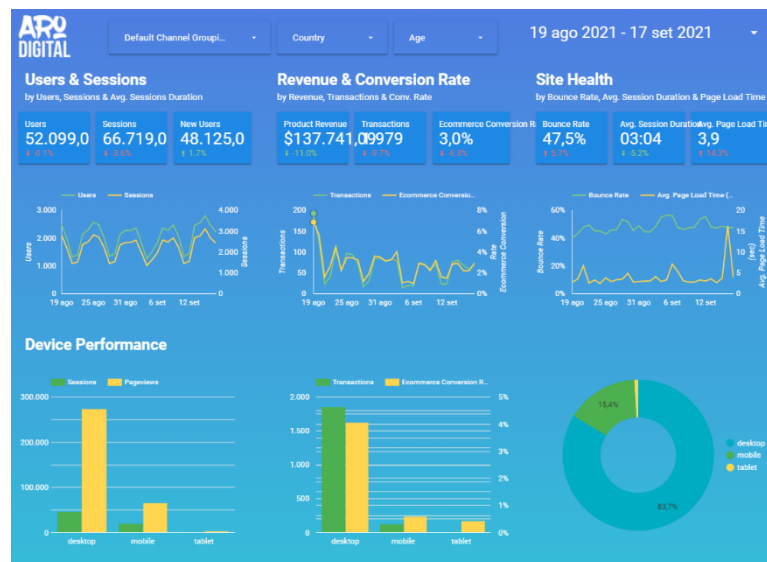 ARQ
DIGITAL
Default Channel Groupi...
Country
Age
19 ago 2021 - 17 set 2021
Users & Sessions
by Users, Sessions & Avg. Sessions Duration
Revenue & Conversion Rate
by Revenue, Transactions & Conv. Rate
Site Health
by Bounce Rate, Avg. Session Duration & Page Load Time
Users
52.099,0
-0.1%
Sessions
66.719,0
-7.6%
New Users
48.125,0
1.7%
Product Revenue
$137.741,0
-11.0%
Transactions
1979
-9.7%
Ecommerce Conversion R
3,0%
-6.3%
Bounce Rate
47,5%
5.7%
Avg. Session Duration
03:04
-5.2%
Avg. Page Load Tir
3,9
14.3%
Users Sessions
3.000
2.000
1.000
0
Users
4.000
3.000
2.000
1.000
0
Sessions
19 ago 25 ago 31 ago 6 set 12 set
Transactions Ecommerce Conversio...
200
150
100
50
0
Transactions
8%
6%
4%
2%
0%
Ecommerce Conversion
Rate
19 ago 25 ago 31 ago 6 set 12 set
Bounce Rate Avg. Page Load Time (...
60%
40%
20%
0%
Bounce Rate
20
15
10
5
0
Avg. Page Load Time
(sec)
19 ago 25 ago 31 ago 6 set 12 set
Device Performance
Sessions Pageviews
300.000
200.000
100.000
0
desktop mobile tablet
Transactions Ecommerce Conversion R...
2.000
1.500
1.000
500
0
5%
4%
3%
2%
1%
0%
desktop mobile tablet
15,4%
83,7%
desktop
mobile
tablet